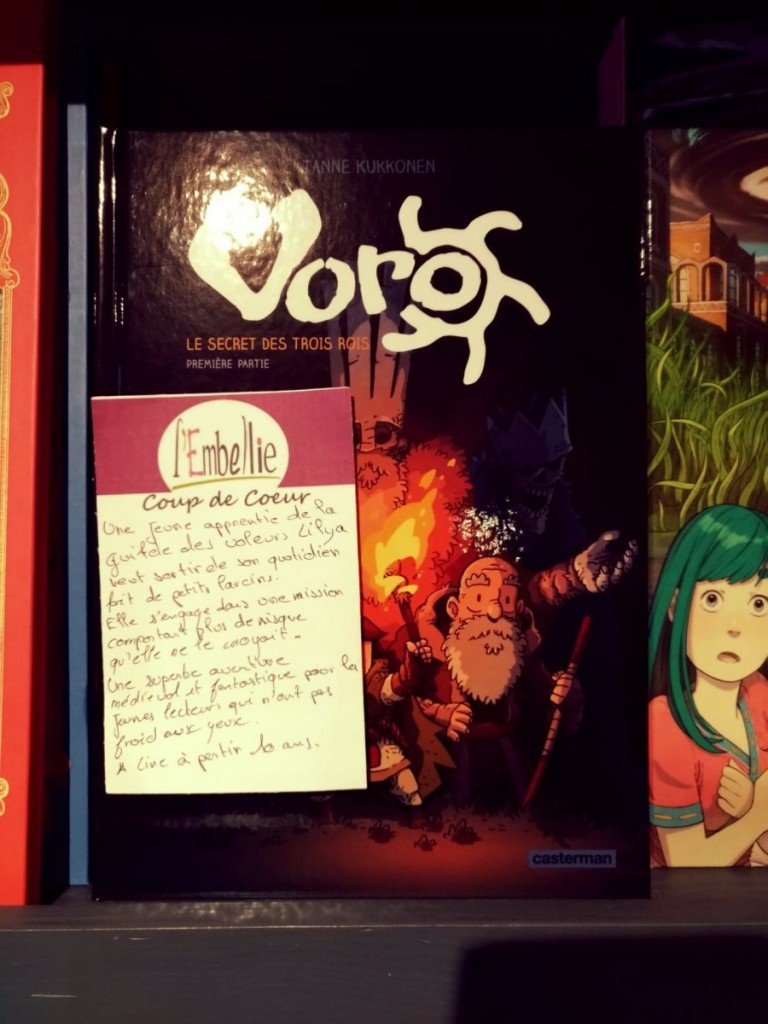 JANNE KUKKONEN
Voro
LE SECRET DES TROIS ROIS
PREMIÈRE PARTIE
l'Embellie
Coup de Coeur
Une jeune apprentie de la
guilde des voleurs Lilya
veut sortir de son quotidien
fait de petits larcins.
Elle s'engage dans une mission
comportant plus de risque
qu'elle ne le croyait.
Une superbe aventure
médiéval et fantastique pour la
jeunes lecteurs qui n'ont pas
froid aux yeux.
A lire à partir 10 ans.
casterman